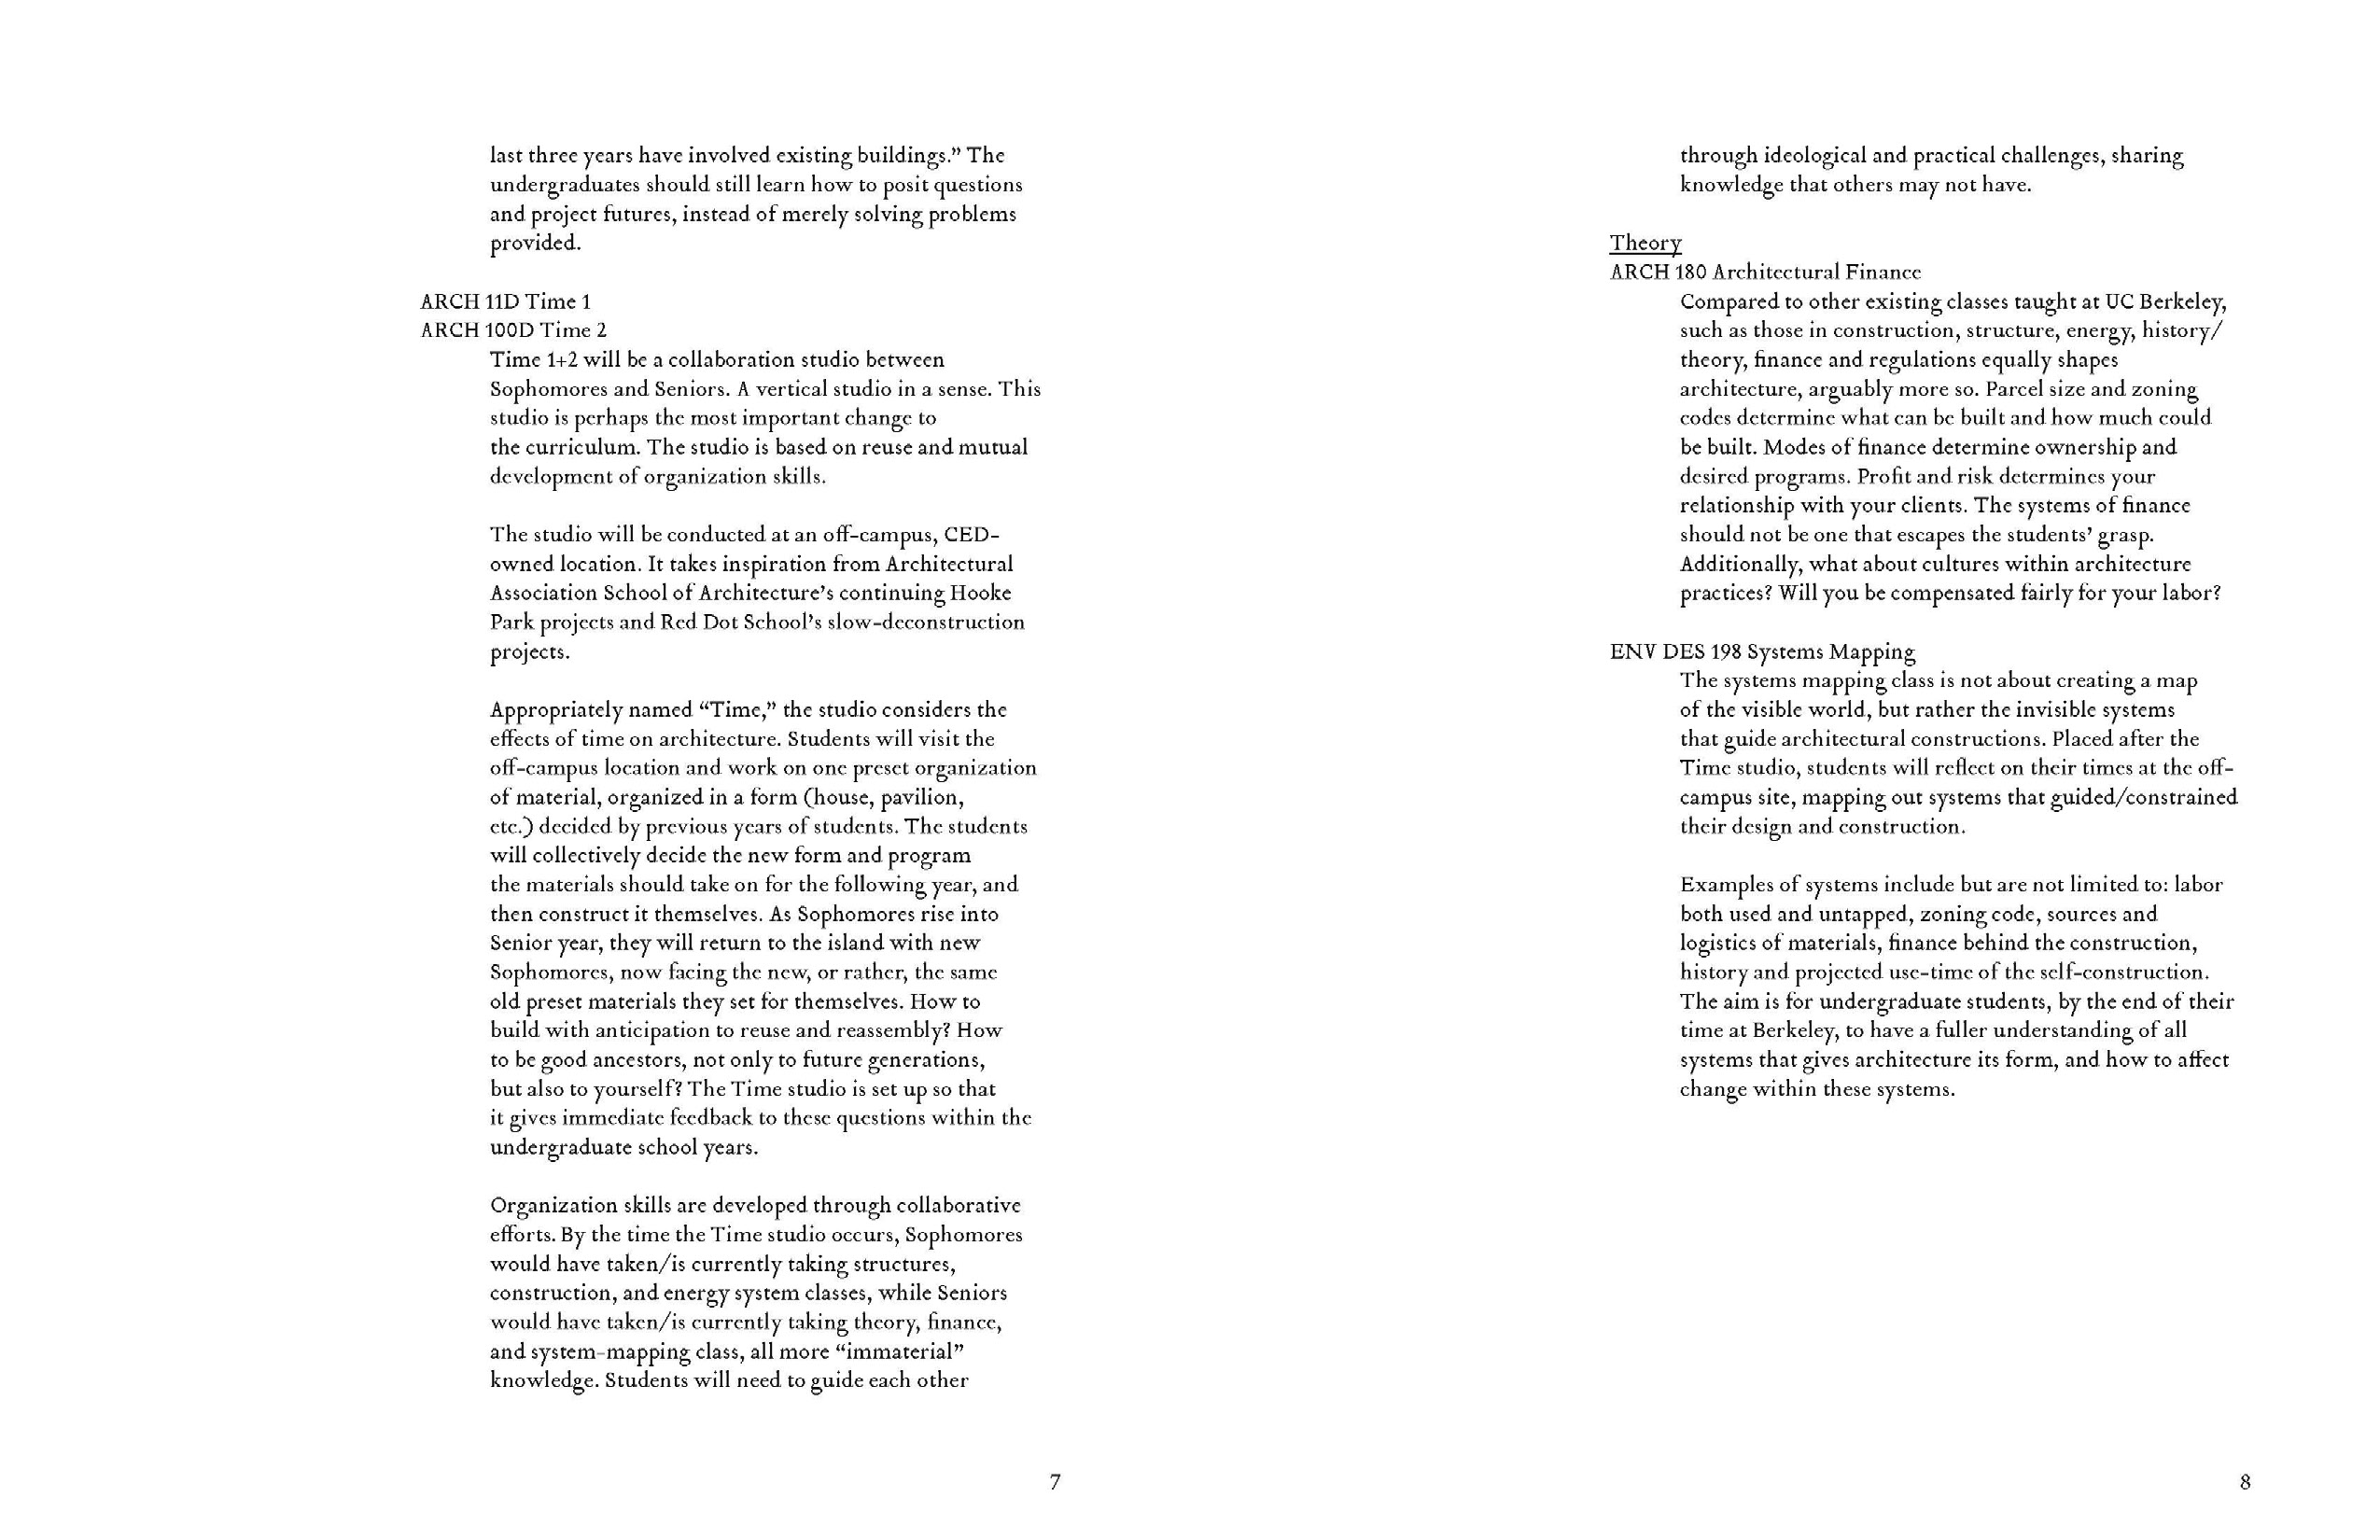 last three years have involved existing buildings.” The
undergraduates should still learn how to posit questions
and project futures, instead of merely solving problems
provided.
ARCH 11D Time 1
ARCH 100D Time 2
Time 1+2 will be a collaboration studio between
Sophomores and Seniors. A vertical studio in a sense. This
studio is perhaps the most important change to
the curriculum. The studio is based on reuse and mutual
development of organization skills.
The studio will be conducted at an off-campus, CED-
owned location. It takes inspiration from Architectural
Association School of Architecture’s continuing Hooke
Park projects and Red Dot School’s slow-deconstruction
projects.
Appropriately named “Time,” the studio considers the
effects of time on architecture. Students will visit the
off-campus location and work on one preset organization
of material, organized in a form (house, pavilion,
etc.) decided by previous years of students. The students
will collectively decide the new form and program
the materials should take on for the following year, and
then construct it themselves. As Sophomores rise into
Senior year, they will return to the island with new
Sophomores, now facing the new, or rather, the same
old preset materials they set for themselves. How to
build with anticipation to reuse and reassembly? How
to be good ancestors, not only to future generations,
but also to yourself? The Time studio is set up so that
it gives immediate feedback to these questions within the
undergraduate school years.
Organization skills are developed through collaborative
efforts. By the time the Time studio occurs, Sophomores
would have taken/is currently taking structures,
construction, and energy system classes, while Seniors
would have taken/is currently taking theory, finance,
and system-mapping class, all more “immaterial”
knowledge. Students will need to guide each other
7
through ideological and practical challenges, sharing
knowledge that others may not have.
Theory
ARCH 180 Architectural Finance
Compared to other existing classes taught at UC Berkeley,
such as those in construction, structure, energy, history/
theory, finance and regulations equally shapes
architecture, arguably more so. Parcel size and zoning
codes determine what can be built and how much could
be built. Modes of finance determine ownership and
desired programs. Profit and risk determines your
relationship with your clients. The systems of finance
should not be one that escapes the students’ grasp.
Additionally, what about cultures within architecture
practices? Will you be compensated fairly for your labor?
ENV DES 198 Systems Mapping
The systems mapping class is not about creating a map
of the visible world, but rather the invisible systems
that guide architectural constructions. Placed after the
Time studio, students will reflect on their times at the off-
campus site, mapping out systems that guided/constrained
their design and construction.
Examples of systems include but are not limited to: labor
both used and untapped, zoning code, sources and
logistics of materials, finance behind the construction,
history and projected use-time of the self-construction.
The aim is for undergraduate students, by the end of their
time at Berkeley, to have a fuller understanding of all
systems that gives architecture its form, and how to affect
change within these systems.
8